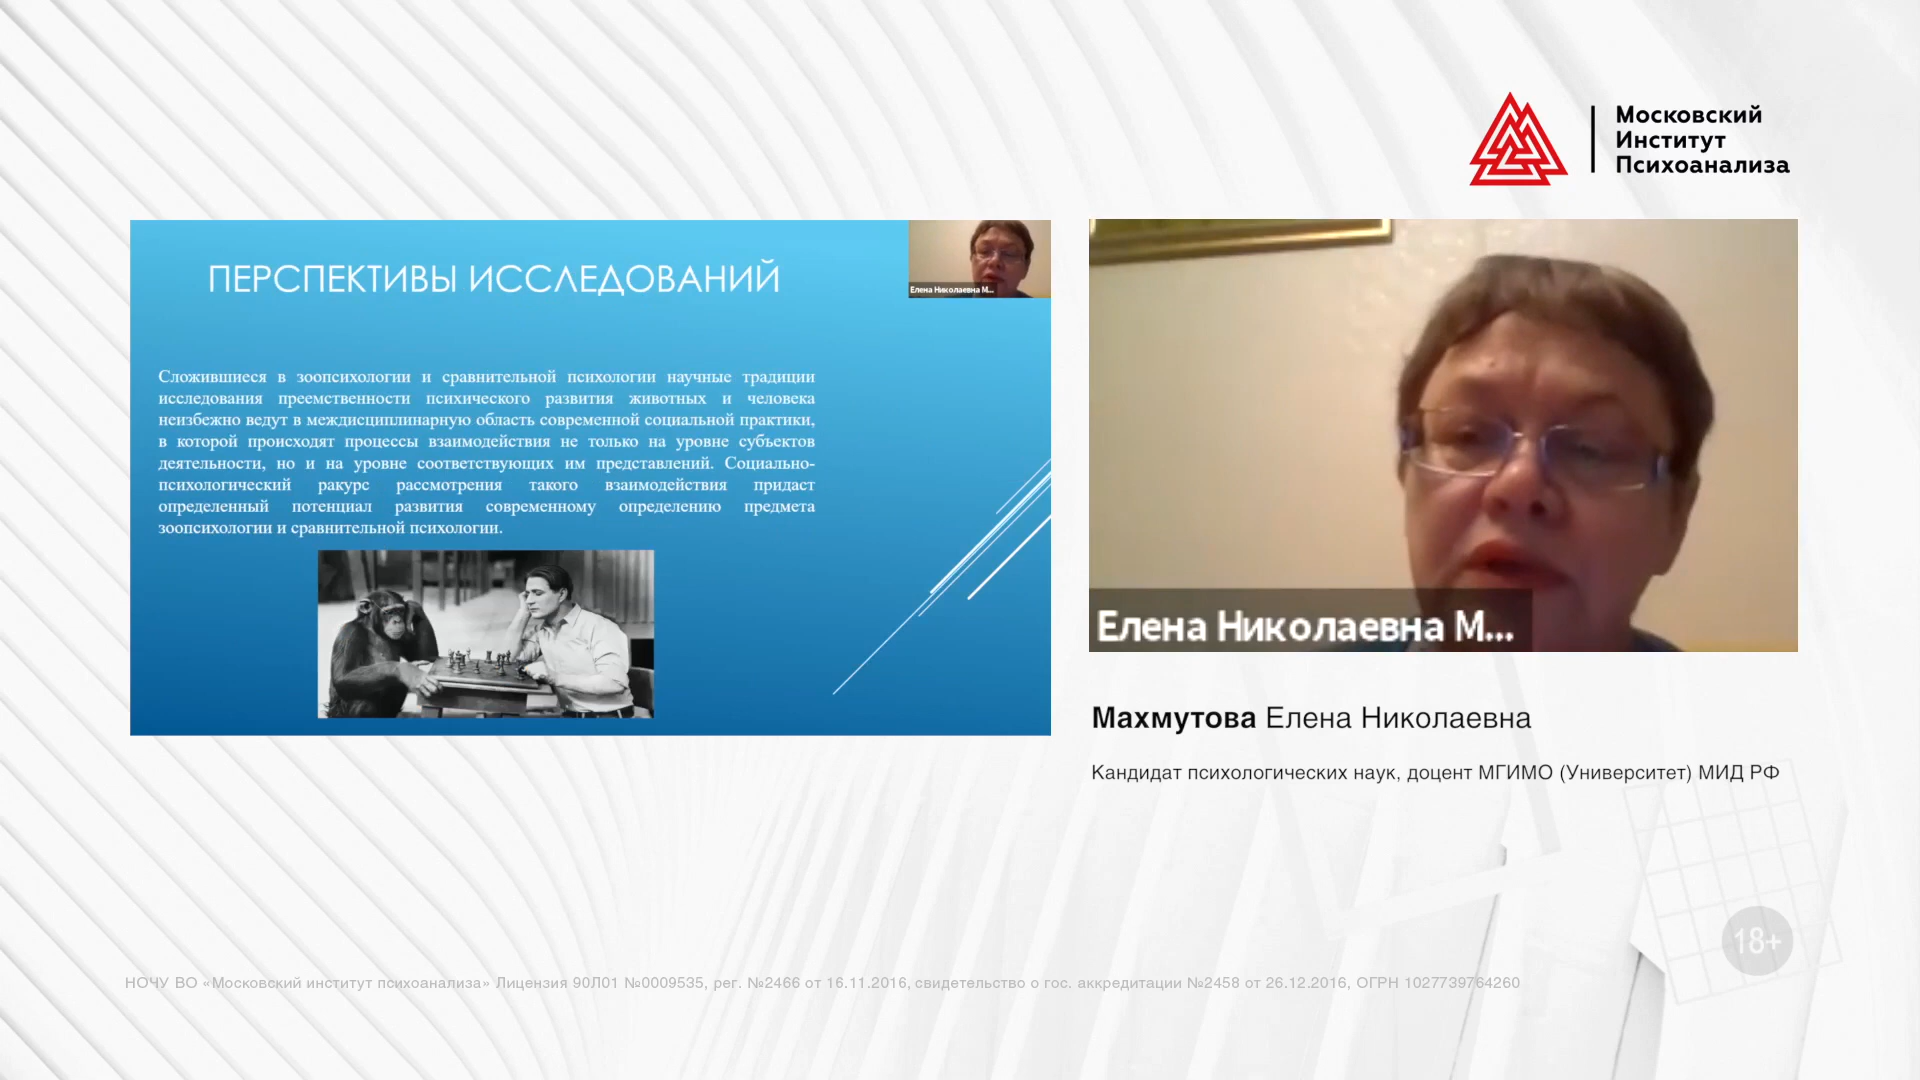 Московский
Институт
Психоанализа
ПЕРСПЕКТИВЫ ИССЛЕДОВАНИЙ
Елена Николаевна М...
Сложившиеся в зоопсихологии и сравнительной психологии научные традиции
исследования преемственности психического развития животных и человека
неизбежно ведут в междисциплинарную область современной социальной практики,
в которой происходят процессы взаимодействия не только на уровне субъектов
деятельности, но и на уровне соответствующих им представлений. Социально-
психологический ракурс рассмотрения такого взаимодействия придаст
определенный потенциал развития современному определению предмета
зоопсихологии и сравнительной психологии.
Елена Николаевна М...
Махмутова Елена Николаевна
Кандидат психологических наук, доцент МГИМО (Университет) МИД РФ
18+
НОЧУ ВО «Московский институт психоанализа» Лицензия 90Л01 №0009535, рег. №2466 от 16.11.2016, свидетельство о гос. аккредитации №2458 от 26.12.2016, ОГРН 1027739764260